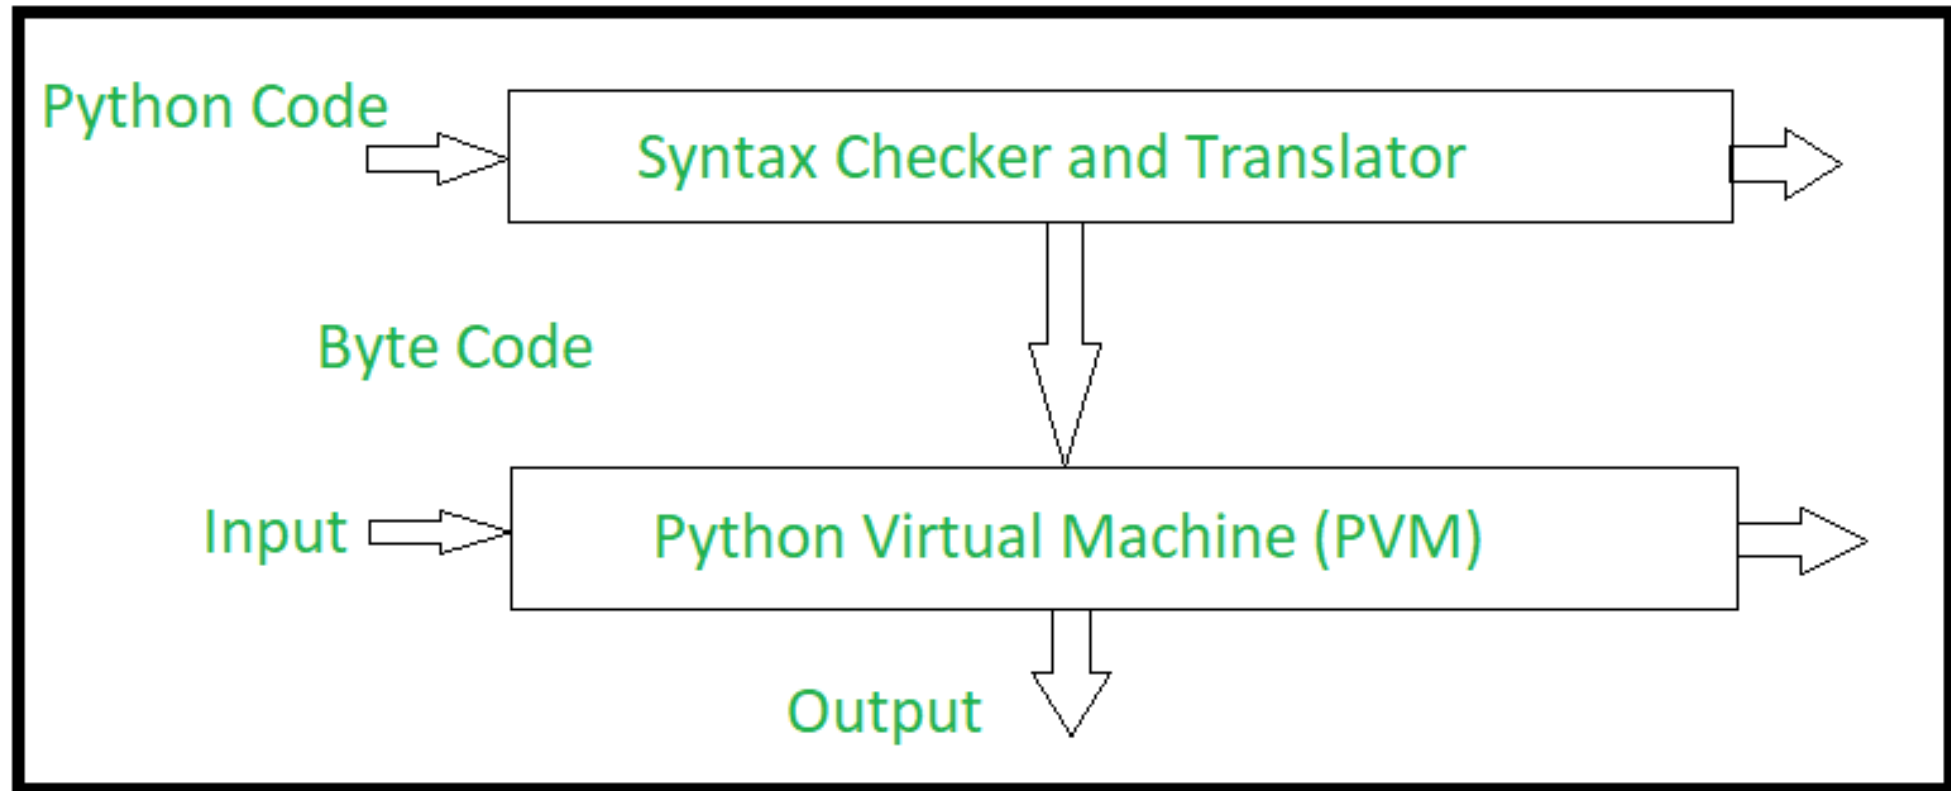 Python Code
Syntax Checker and Translator
Byte Code
Input
Python Virtual Machine (PVM)
Output